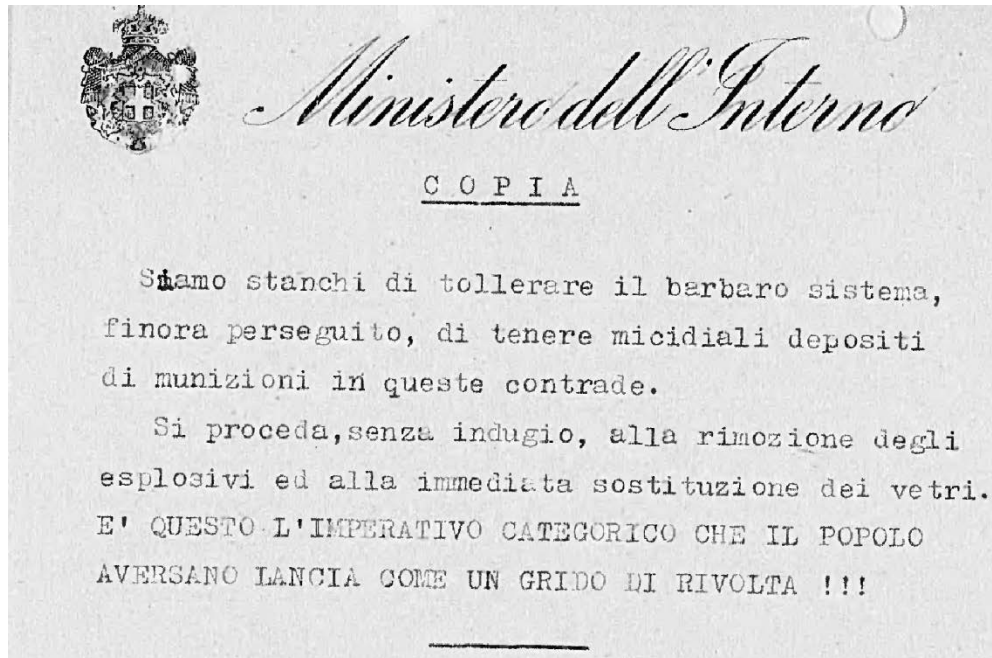 Ministero dell'Interno
COPIA
Siamo stanchi di tollerare il barbaro sistema,
finora perseguito, di tenere micidiali depositi
di munizioni in queste contrade.
Si proceda,senza indugio, alla rimozione degli
esplosivi ed alla immediata sostituzione dei vetri.
E' QUESTO L'IMPERATIVO CATEGORICO CHE IL POPOLO
AVERSANO LANCIA COME UN GRIDO DI RIVOLTA !!!